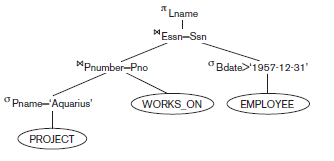 π Lname
⋈Essn=Ssn
⋈Pnumber=Pno
σ Bdate>'1957-12-31'
σ Pname='Aquarius'
WORKS_ON
EMPLOYEE
PROJECT